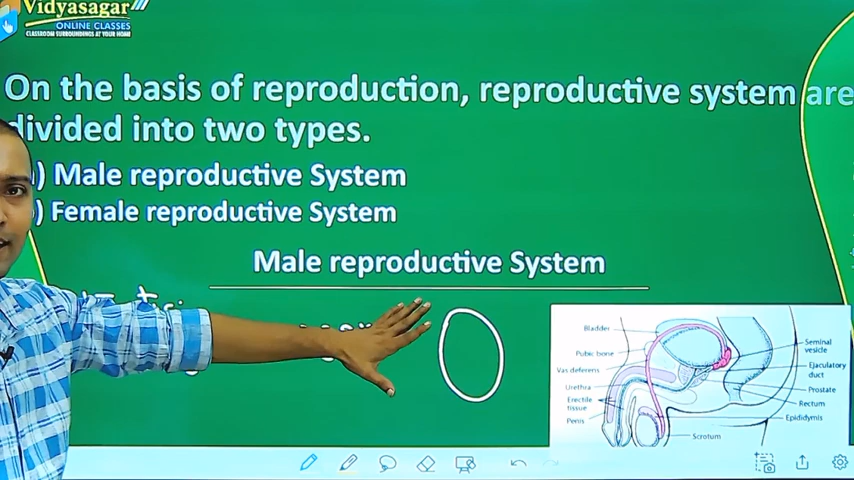 Vidyasagar
ONLINE CLASSES
CLASSROOM SURROUNDINGS AT YOUR HOME
On the basis of reproduction, reproductive system are
divided into two types.
) Male reproductive System
) Female reproductive System
Male reproductive System
Bladder
Pubic bone
Vas deferens
Urethra
Erectile
tissue
Penis
Seminal
vesicle
Ejaculatory
duct
Prostate
Rectum
Epididymis
Scrotum